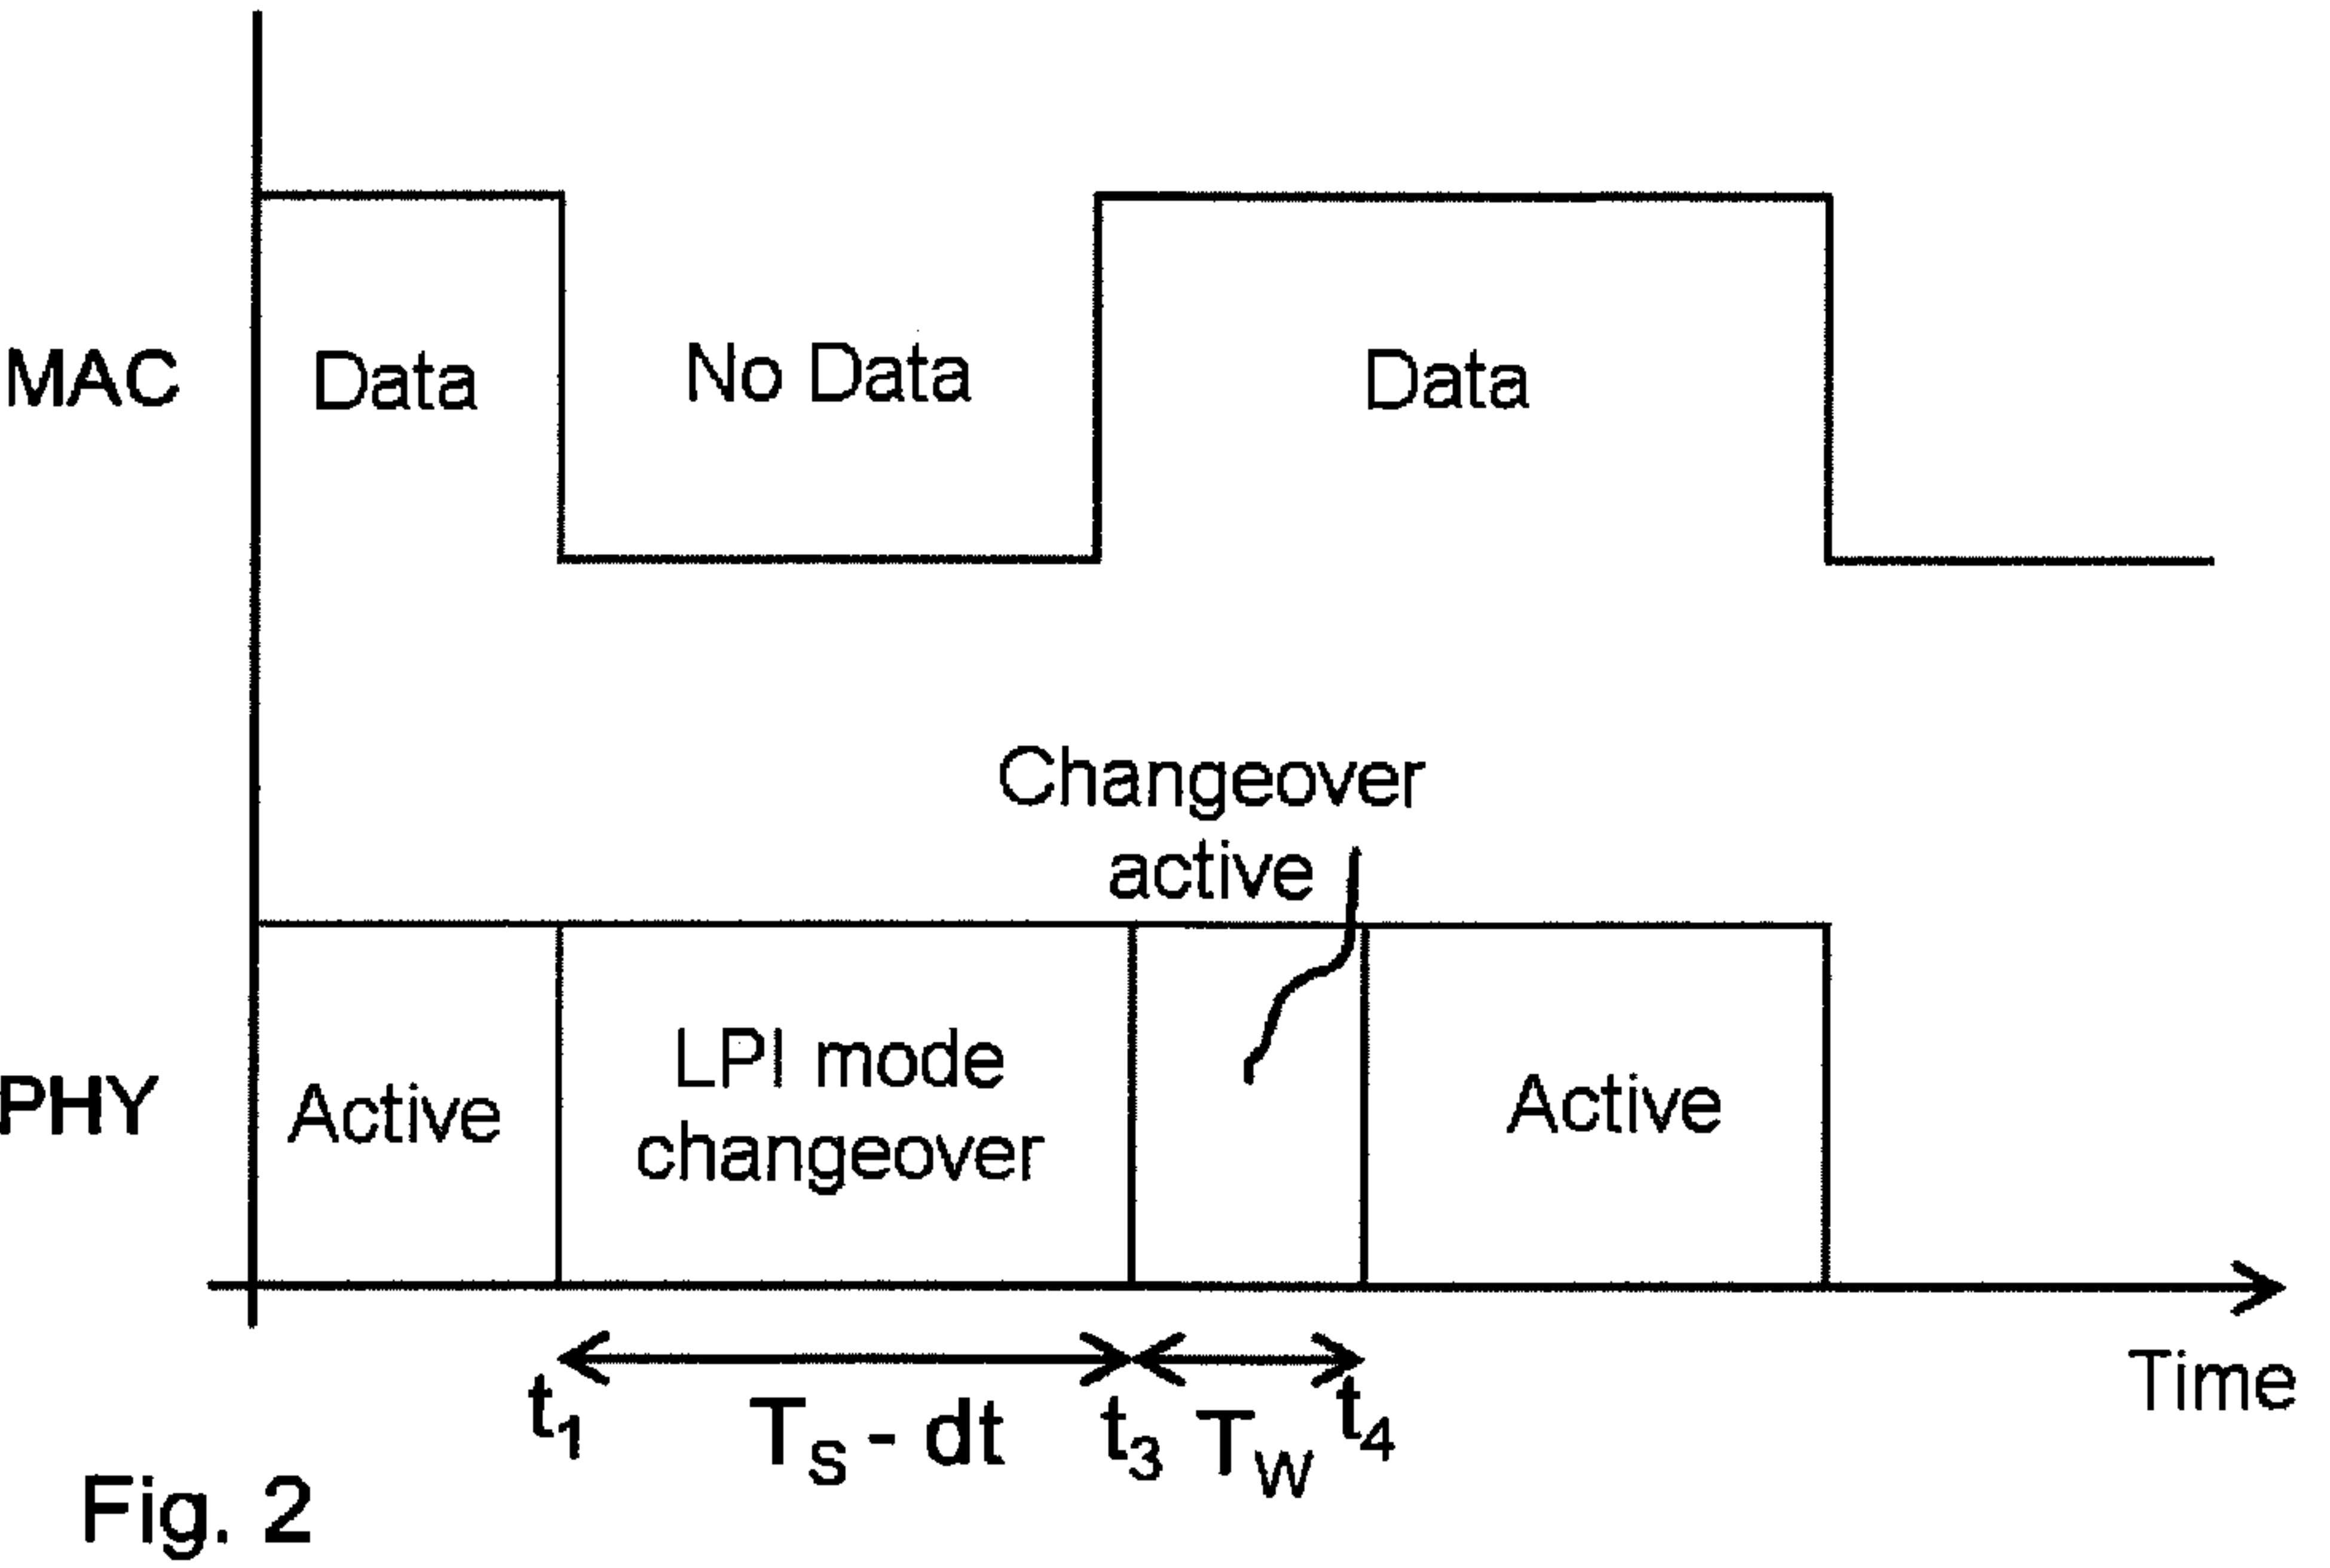 MAC
Data
No Data
Data
Changeover
active
PHY
Active
LPI mode
changeover
Active
t1
Ts - dt
t3
Tw
t4
Time
Fig. 2